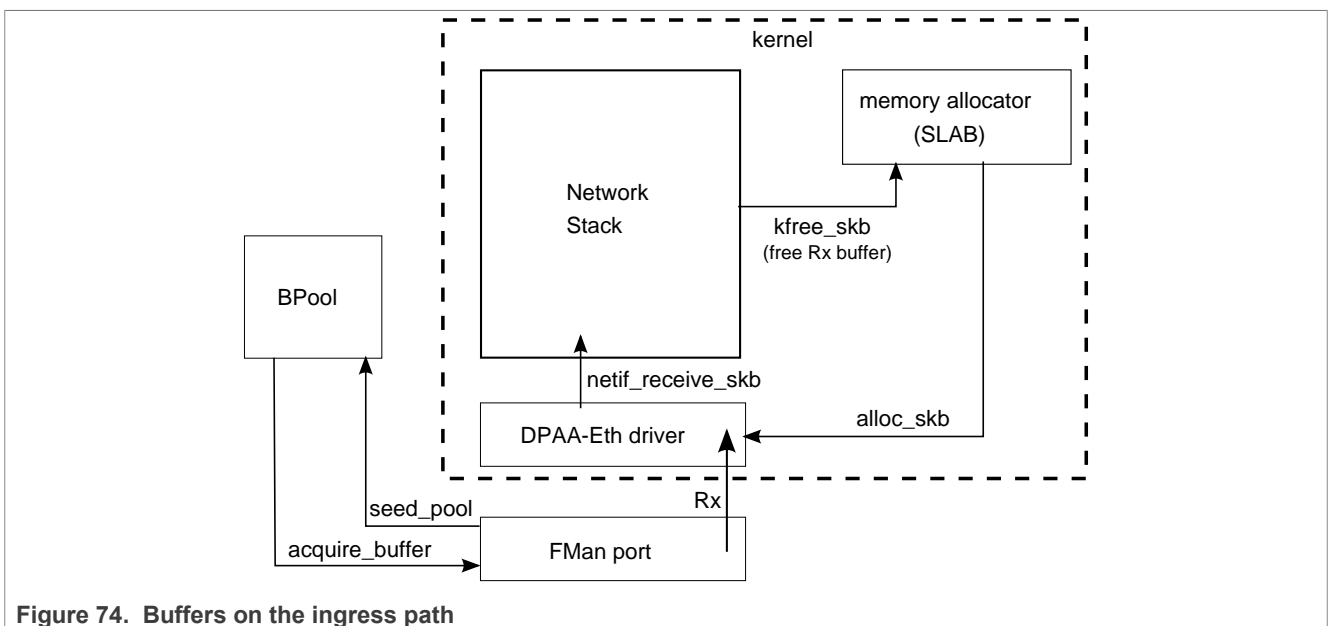 kernel
memory allocator
(SLAB)
Network
Stack
kfree_skb
(free Rx buffer)
BPool
netif_receive_skb
DPAA-Eth driver
alloc_skb
seed_pool
Rx
acquire_buffer
FMan port
Figure 74. Buffers on the ingress path